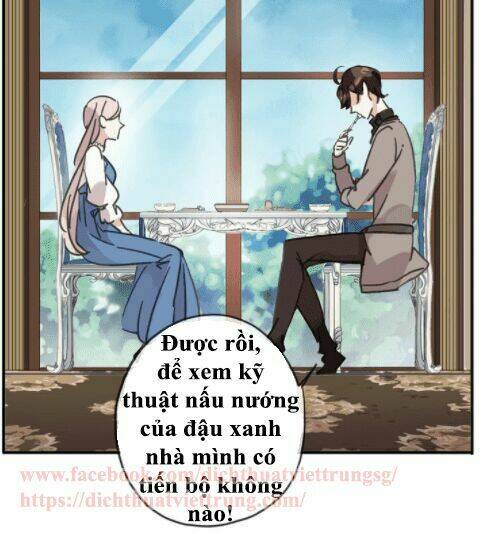 Được rồi,
để xem kỹ
thuật nấu nướng
của đậu xanh
nhà mình có
www.facebook.com/dichthuatviettrungsg/
tiến bộ không
https://dichthuatviettrung.com/
nào!